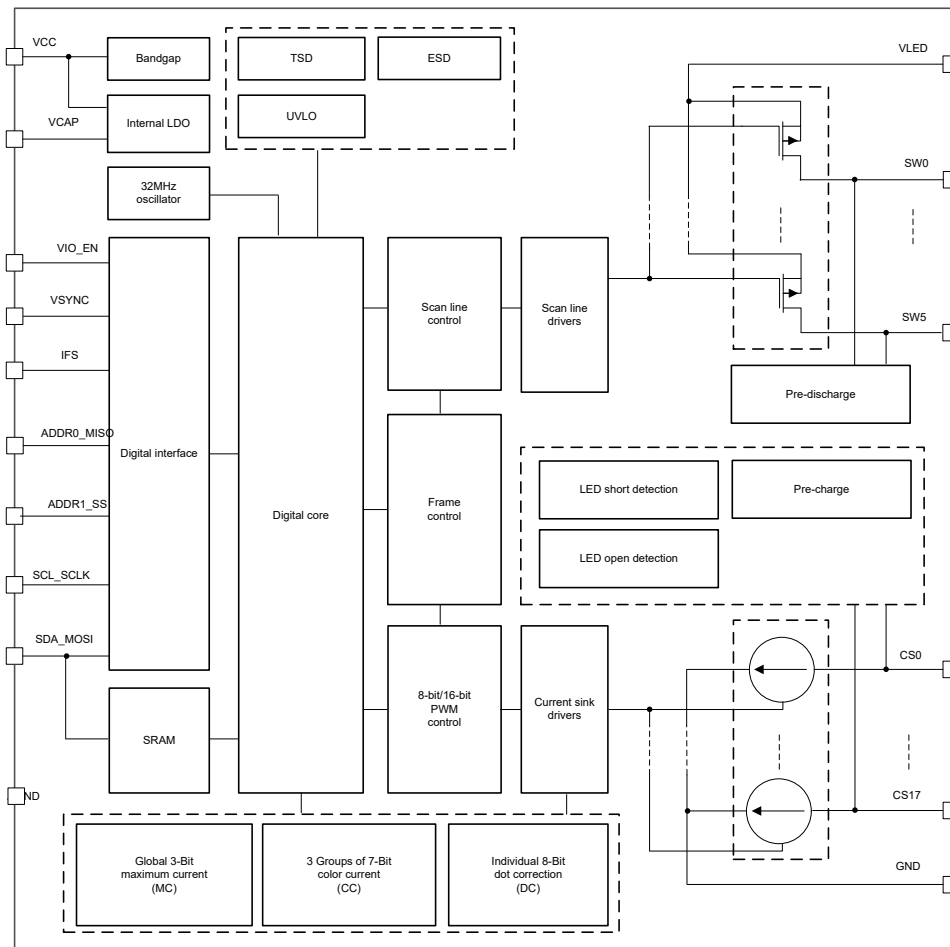 VCC
Bandgap
TSD
ESD
VLED
UVLO
VCAP
Internal LDO
32MHz
oscillator
SW0
VIO_EN
VSYNC
Scan line
control
Scan line
drivers
SW5
IFS
Pre-discharge
ADDR0_MISO
Digital interface
LED short detection
Pre-charge
ADDR1_SS
Digital core
Frame
control
LED open detection
SCL_SCLK
SDA_MOSI
CS0
8-bit/16-bit
PWM
control
Current sink
drivers
SRAM
ND
CS17
Global 3-Bit
maximum current
(MC)
3 Groups of 7-Bit
color current
(CC)
Individual 8-Bit
dot correction
(DC)
GND